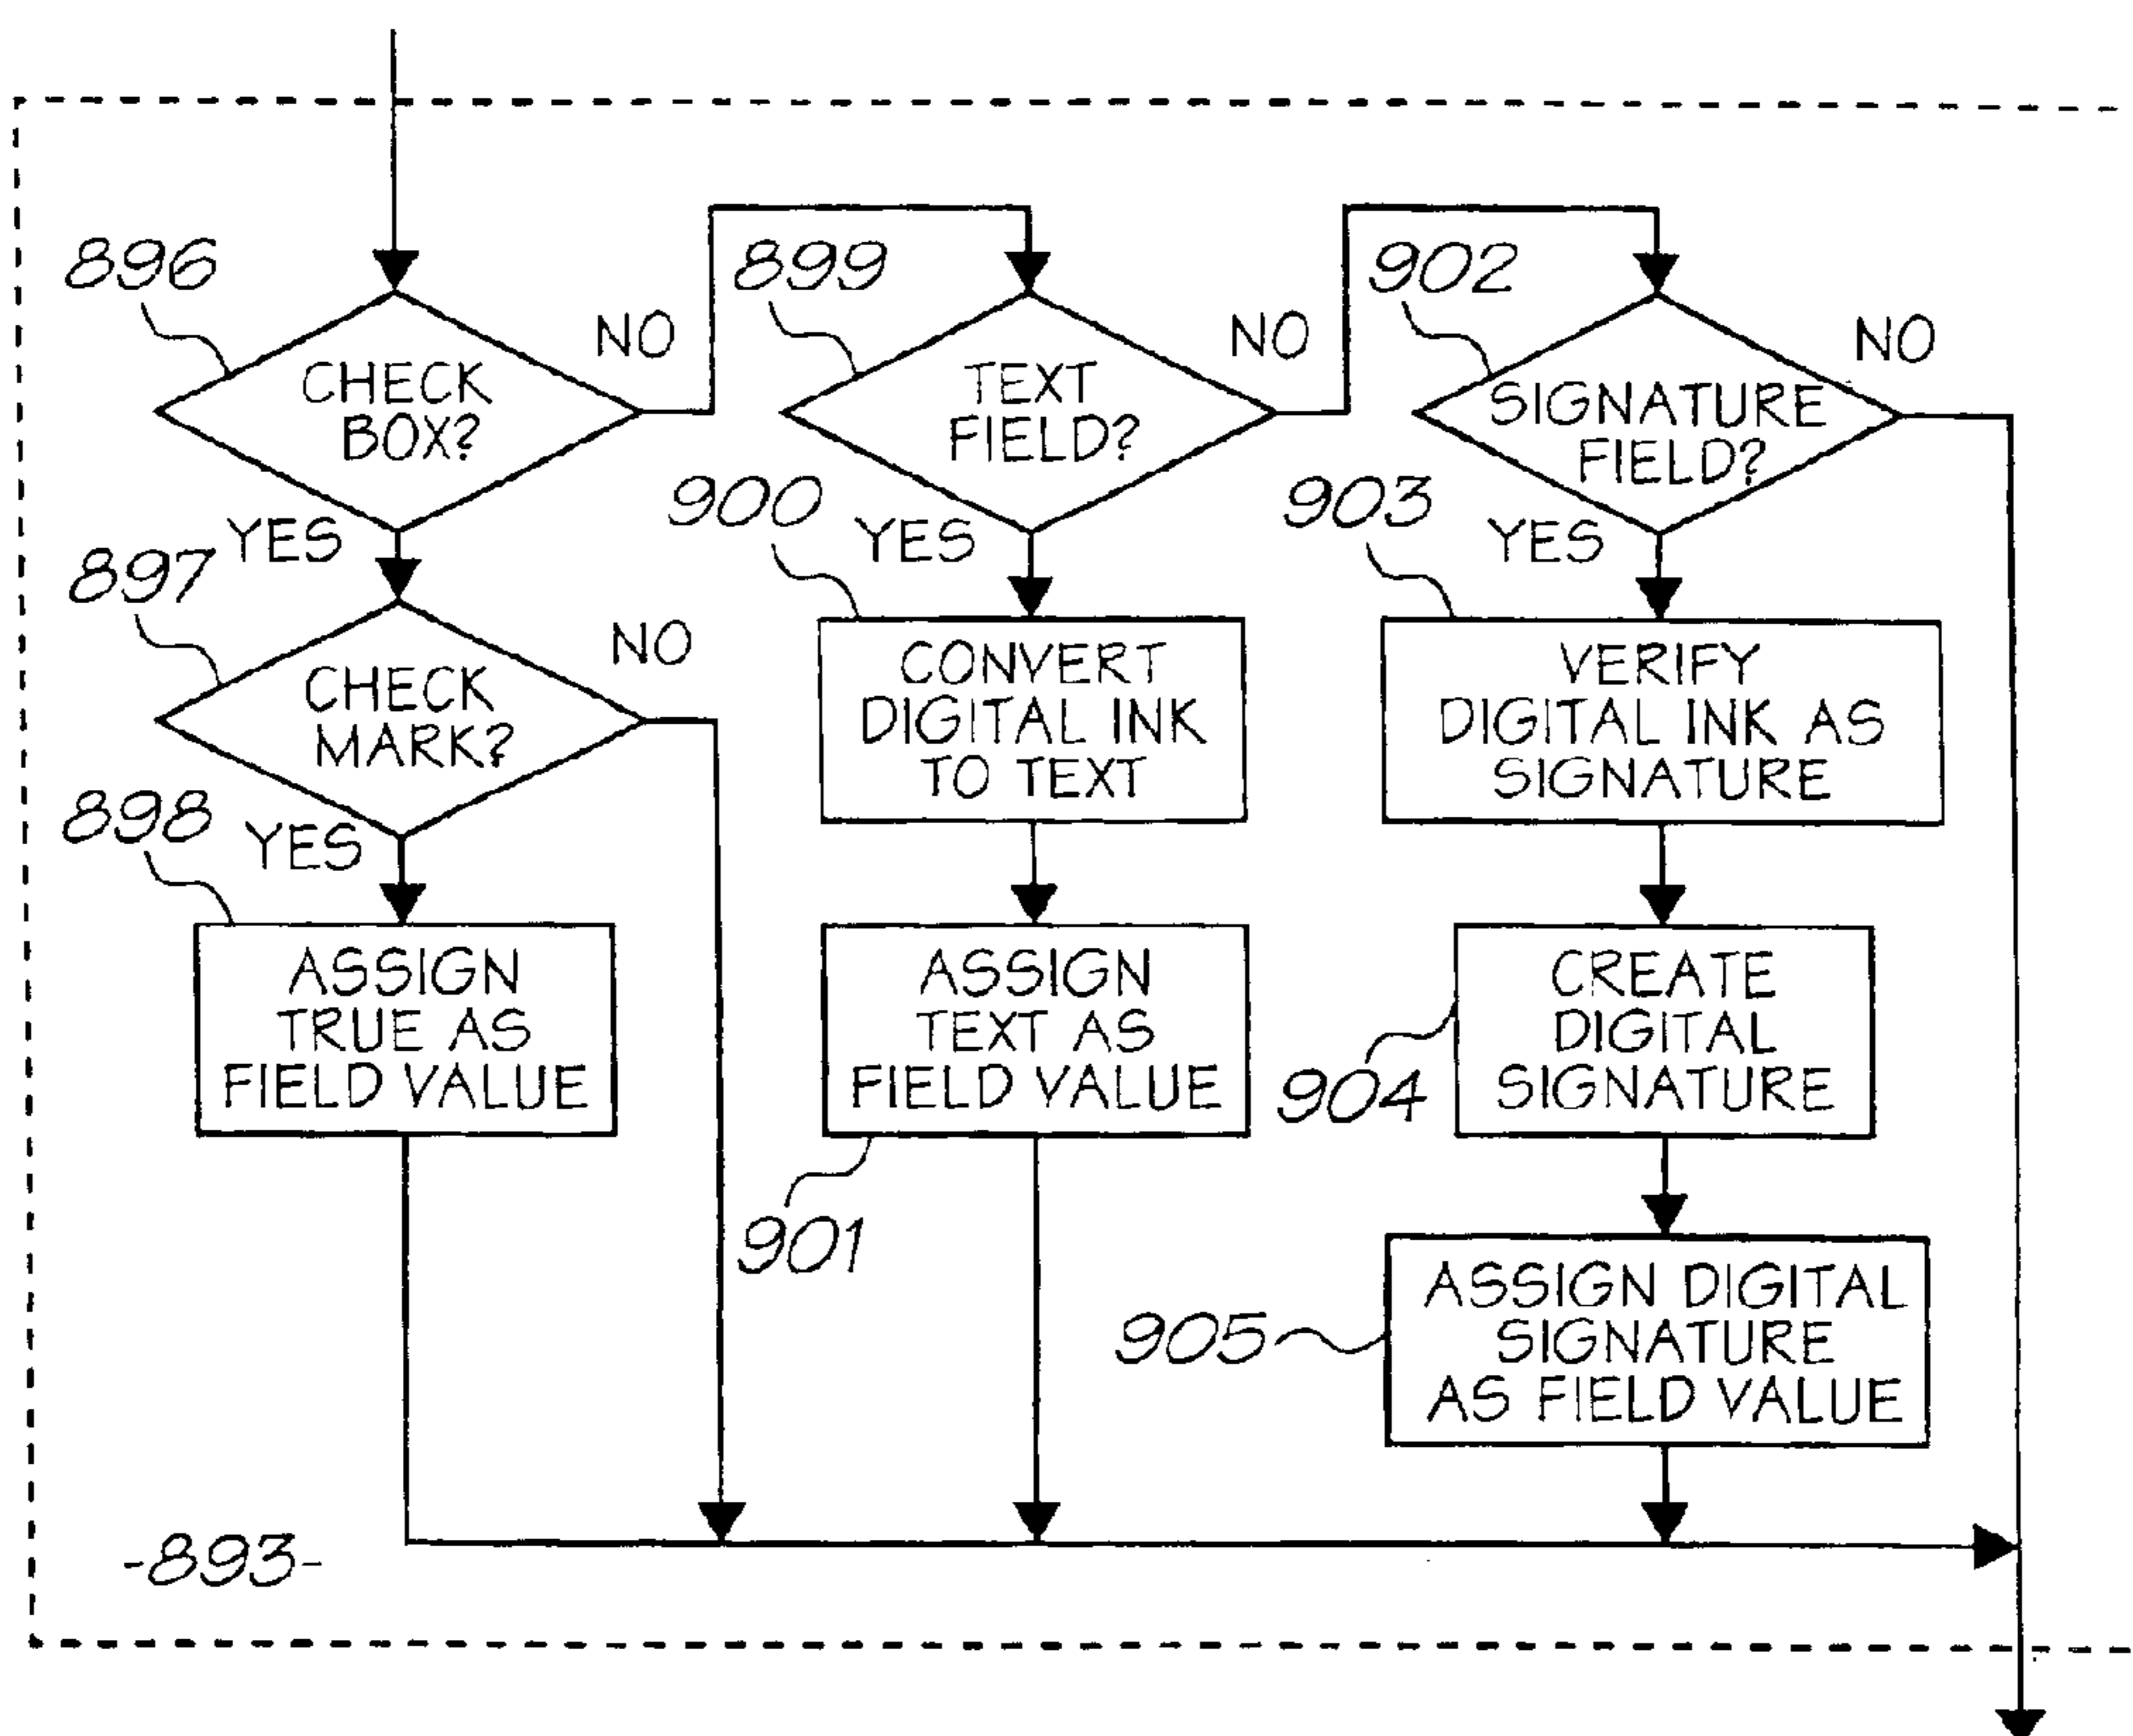 896
CHECK
BOX?
NO
YES
897
CHECK
MARK?
NO
YES
898
ASSIGN
TRUE AS
FIELD VALUE
899
TEXT
FIELD?
NO
YES
900
CONVERT
DIGITAL INK
TO TEXT
ASSIGN
TEXT AS
FIELD VALUE
901
902
SIGNATURE
FIELD?
NO
YES
903
VERIFY
DIGITAL INK AS
SIGNATURE
CREATE
DIGITAL
SIGNATURE
904
ASSIGN DIGITAL
SIGNATURE
AS FIELD VALUE
905
-893-